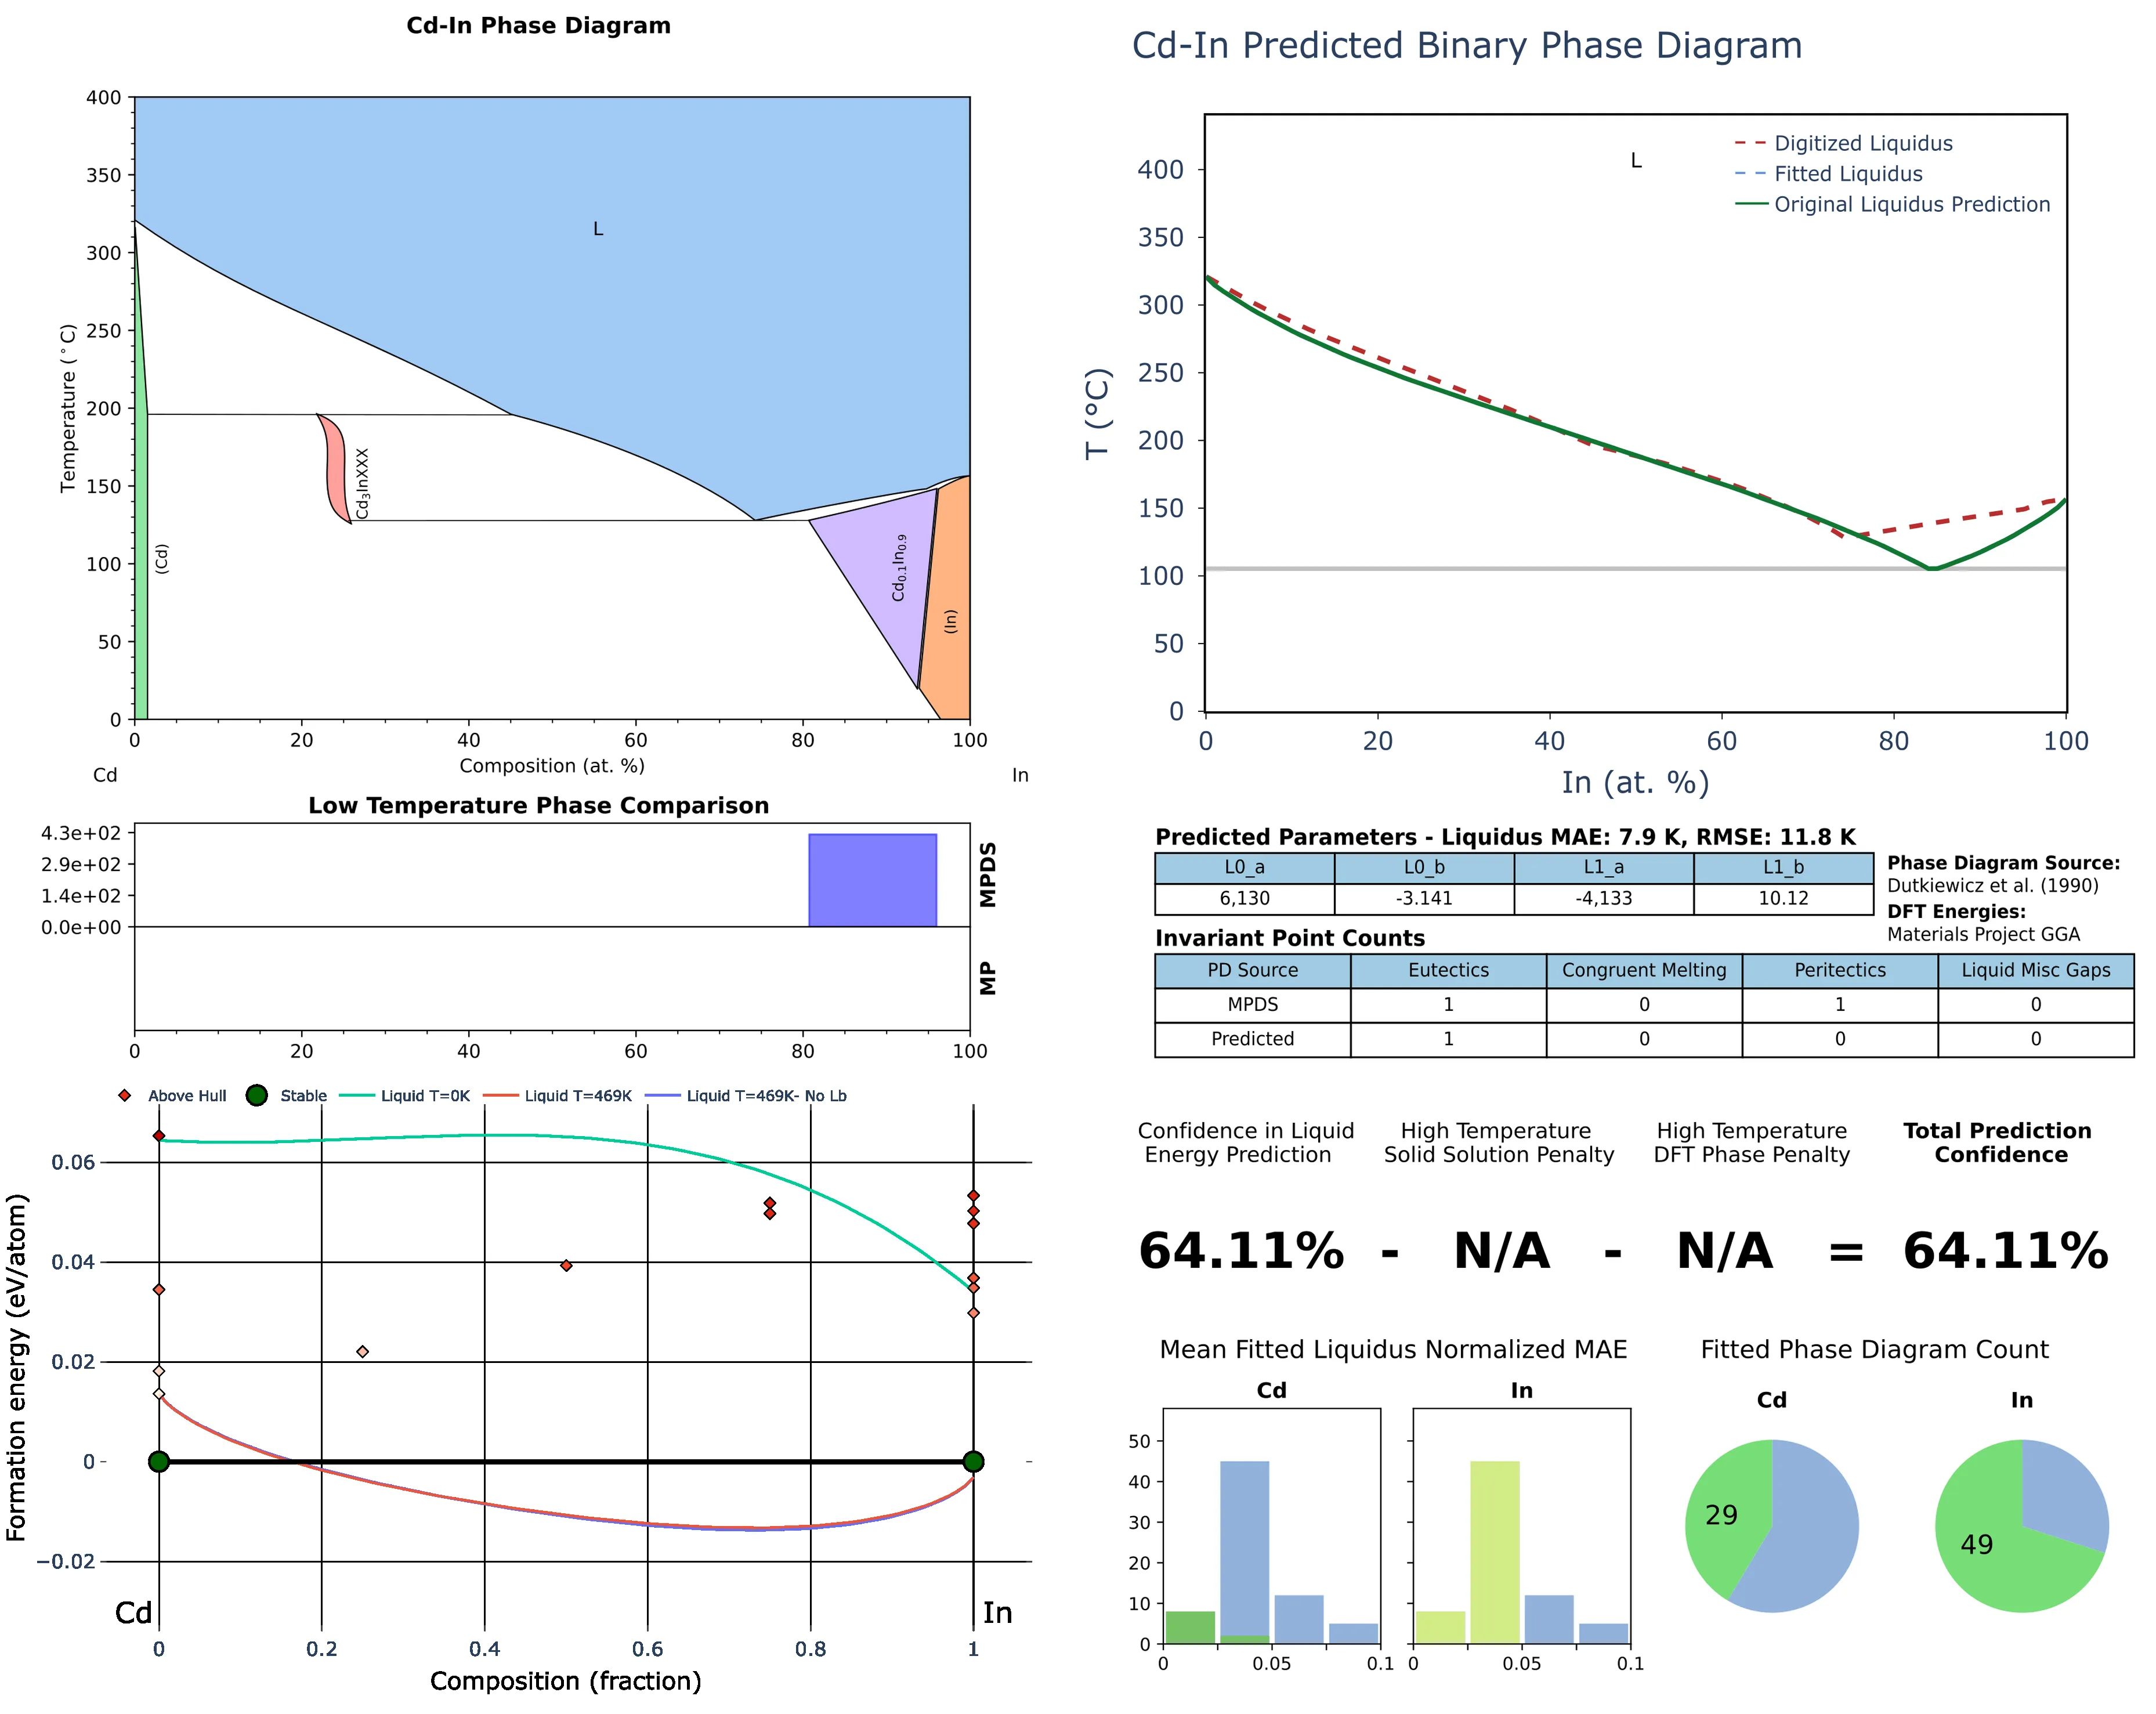 Cd-In Phase Diagram
400
350
300
250
200
150
100
50
0
Temperature (°C)
L
(Cd)
Cd3InXXX
Cd0.1In0.9
(In)
0 20 40 60 80 100
Cd Composition (at. %) In
Low Temperature Phase Comparison
4.3e+02
2.9e+02
1.4e+02
0.0e+00
MPDS
MP
0 20 40 60 80 100
Above Hull Stable Liquid T=0K Liquid T=469K Liquid T=469K- No Lb
0.06
0.04
0.02
0
−0.02
Formation energy (eV/atom)
Cd In
0 0.2 0.4 0.6 0.8 1
Composition (fraction)
Cd-In Predicted Binary Phase Diagram
L
Digitized Liquidus
Fitted Liquidus
Original Liquidus Prediction
400
350
300
250
200
150
100
50
0
T (°C)
0 20 40 60 80 100
In (at. %)
Predicted Parameters - Liquidus MAE: 7.9 K, RMSE: 11.8 K
L0_a L0_b L1_a L1_b
6,130 -3.141 -4,133 10.12
Phase Diagram Source:
Dutkiewicz et al. (1990)
DFT Energies:
Materials Project GGA
Invariant Point Counts
PD Source Eutectics Congruent Melting Peritectics Liquid Misc Gaps
MPDS 1 0 1 0
Predicted 1 0 0 0
Confidence in Liquid
Energy Prediction
High Temperature
Solid Solution Penalty
High Temperature
DFT Phase Penalty
Total Prediction
Confidence
64.11% - N/A - N/A = 64.11%
Mean Fitted Liquidus Normalized MAE
Cd In
50
40
30
20
10
0
0 0.05 0.1 0 0.05 0.1
Fitted Phase Diagram Count
Cd In
29 49